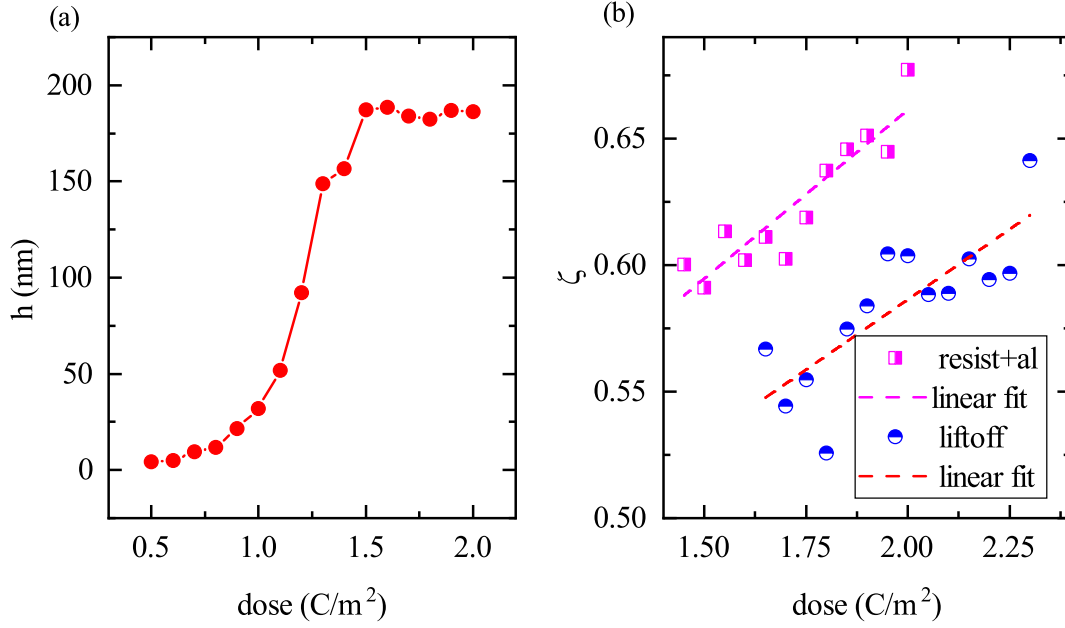 (a)
200
150
100
50
0
h (nm)
0.5 1.0 1.5 2.0
dose (C/m²)
(b)
0.65
0.60
0.55
0.50
ζ
resist+al
linear fit
liftoff
linear fit
1.50 1.75 2.00 2.25
dose (C/m²)